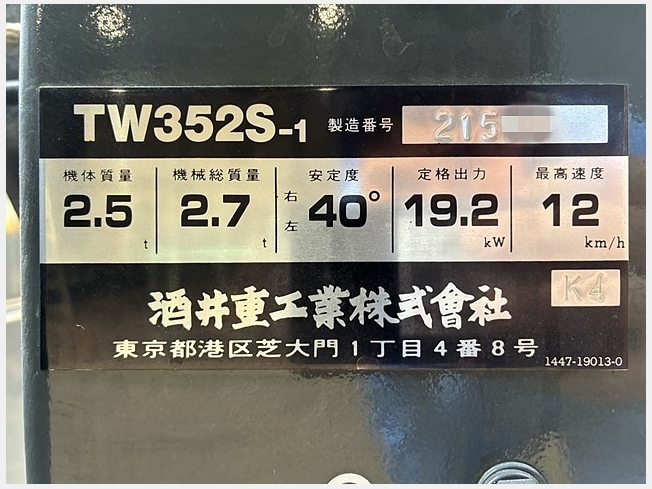 TW352S-1 製造番号 215
機体質量 機械総質量 安定度 定格出力 最高速度
2.5 t 2.7 t 右 左 40° 19.2 kW 12 km/h
K4
酒井重工業株式會社
東京都港区芝大門1丁目4番8号
1447-19013-0